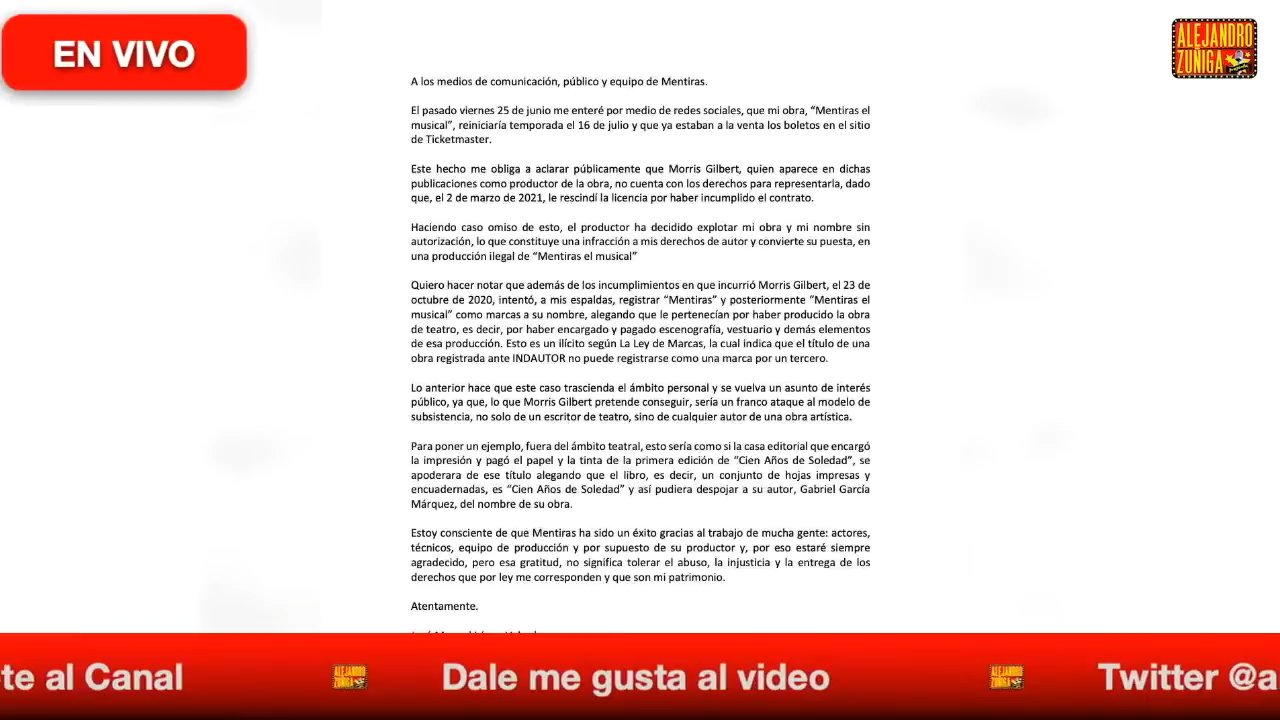 EN VIVO
ALEJANDRO
ZÚÑIGA
A los medios de comunicación, público y equipo de Mentiras.
El pasado viernes 25 de junio me enteré por medio de redes sociales, que mi obra, “Mentiras el
musical”, reiniciaría temporada el 16 de julio y que ya estaban a la venta los boletos en el sitio
de Ticketmaster.
Este hecho me obliga a aclarar públicamente que Morris Gilbert, quien aparece en dichas
publicaciones como productor de la obra, no cuenta con los derechos para representarla, dado
que, el 2 de marzo de 2021, le rescindí la licencia por haber incumplido el contrato.
Haciendo caso omiso de esto, el productor ha decidido explotar mi obra y mi nombre sin
autorización, lo que constituye una infracción a mis derechos de autor y convierte su puesta, en
una producción ilegal de “Mentiras el musical”
Quiero hacer notar que además de los incumplimientos en que incurrió Morris Gilbert, el 23 de
octubre de 2020, intentó, a mis espaldas, registrar “Mentiras” y posteriormente “Mentiras el
musical” como marcas a su nombre, alegando que le pertenecían por haber producido la obra
de teatro, es decir, por haber encargado y pagado escenografía, vestuario y demás elementos
de esa producción. Esto es un ilícito según La Ley de Marcas, la cual indica que el título de una
obra registrada ante INDAUTOR no puede registrarse como una marca por un tercero.
Lo anterior hace que este caso trascienda el ámbito personal y se vuelva un asunto de interés
público, ya que, lo que Morris Gilbert pretende conseguir, sería un franco ataque al modelo de
subsistencia, no solo de un escritor de teatro, sino de cualquier autor de una obra artística.
Para poner un ejemplo, fuera del ámbito teatral, esto sería como si la casa editorial que encargó
la impresión y pagó el papel y la tinta de la primera edición de “Cien Años de Soledad”, se
apoderara de ese título alegando que el libro, es decir, un conjunto de hojas impresas y
encuadernadas, es “Cien Años de Soledad” y así pudiera despojar a su autor, Gabriel García
Márquez, del nombre de su obra.
Estoy consciente de que Mentiras ha sido un éxito gracias al trabajo de mucha gente: actores,
técnicos, equipo de producción y por supuesto de su productor y, por eso estaré siempre
agradecido, pero esa gratitud, no significa tolerar el abuso, la injusticia y la entrega de los
derechos que por ley me corresponden y que son mi patrimonio.
Atentamente.
te al Canal
ALEJANDRO
ZÚÑIGA
Dale me gusta al video
ALEJANDRO
ZÚÑIGA
Twitter @a